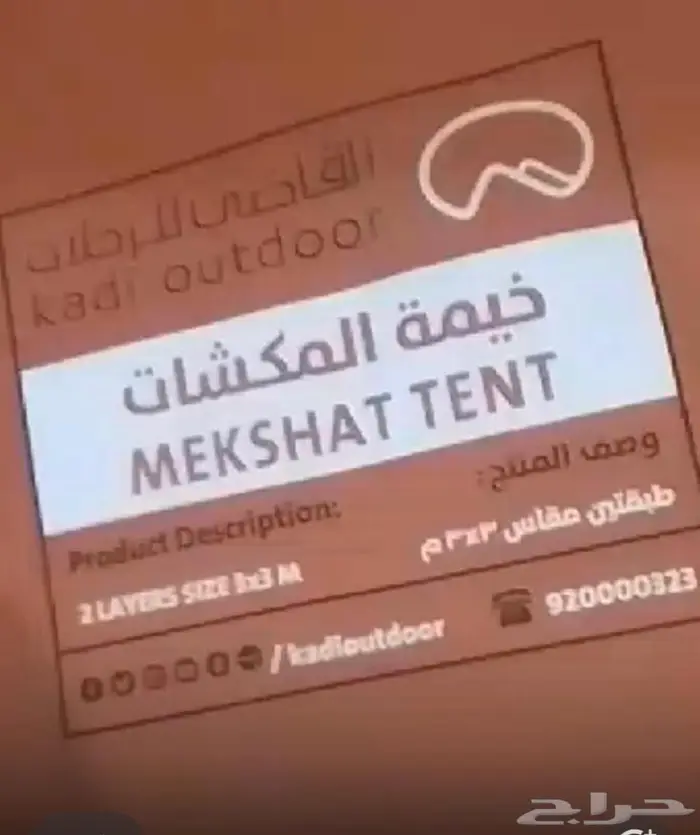 القاضي للرحلات
kadi outdoor
خيمة المكشات
MEKSHAT TENT
وصف المنتج:
Product Description:
طبقتين مقاس ٣x٣ م
2 LAYERS SIZE 3x3 M
/kadioutdoor
920000323
حراج